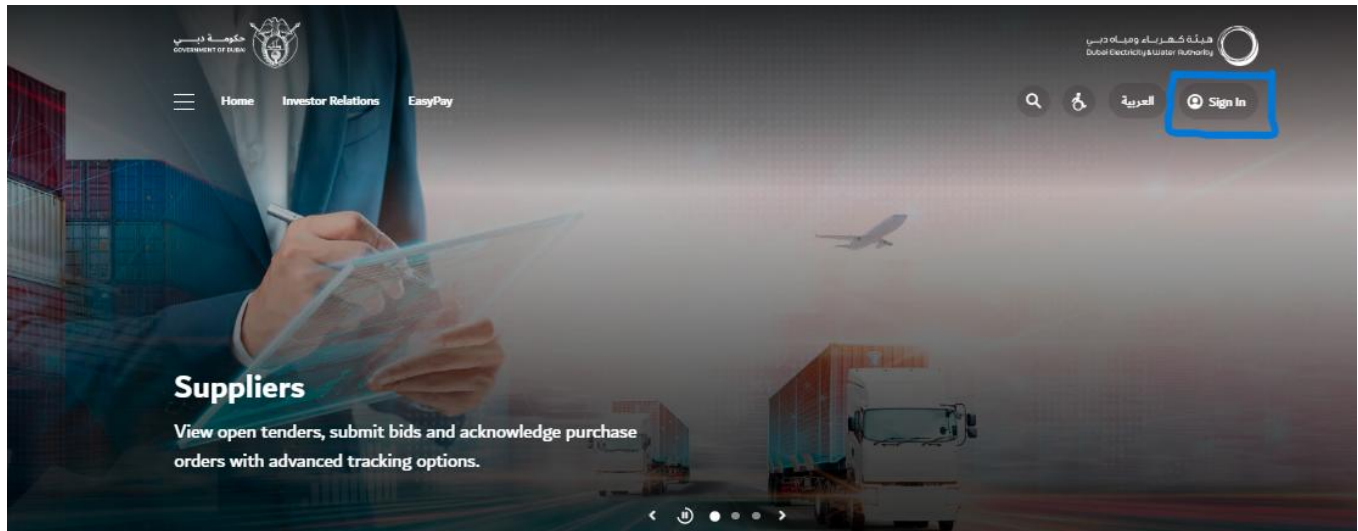 حكومة دبي
GOVERNMENT OF DUBAI
هيئة كهرباء ومياه دبي
Dubai Electricity & Water Authority
Home Investor Relations EasyPay
العربية Sign In
Suppliers
View open tenders, submit bids and acknowledge purchase
orders with advanced tracking options.